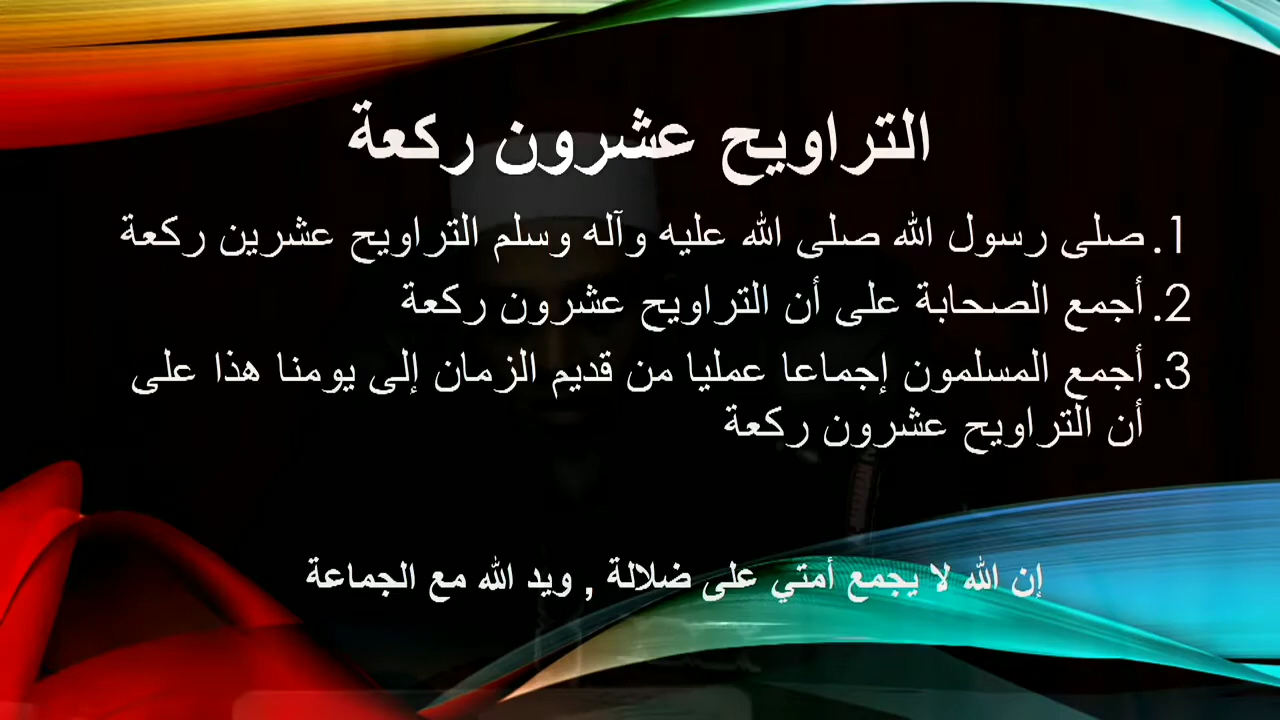 التراويح عشرون ركعة
1. صلى رسول الله صلى الله عليه وآله وسلم التراويح عشرين ركعة
2. أجمع الصحابة على أن التراويح عشرون ركعة
3. أجمع المسلمون إجماعا عمليا من قديم الزمان إلى يومنا هذا على
أن التراويح عشرون ركعة
إن الله لا يجمع أمتي على ضلالة , ويد الله مع الجماعة